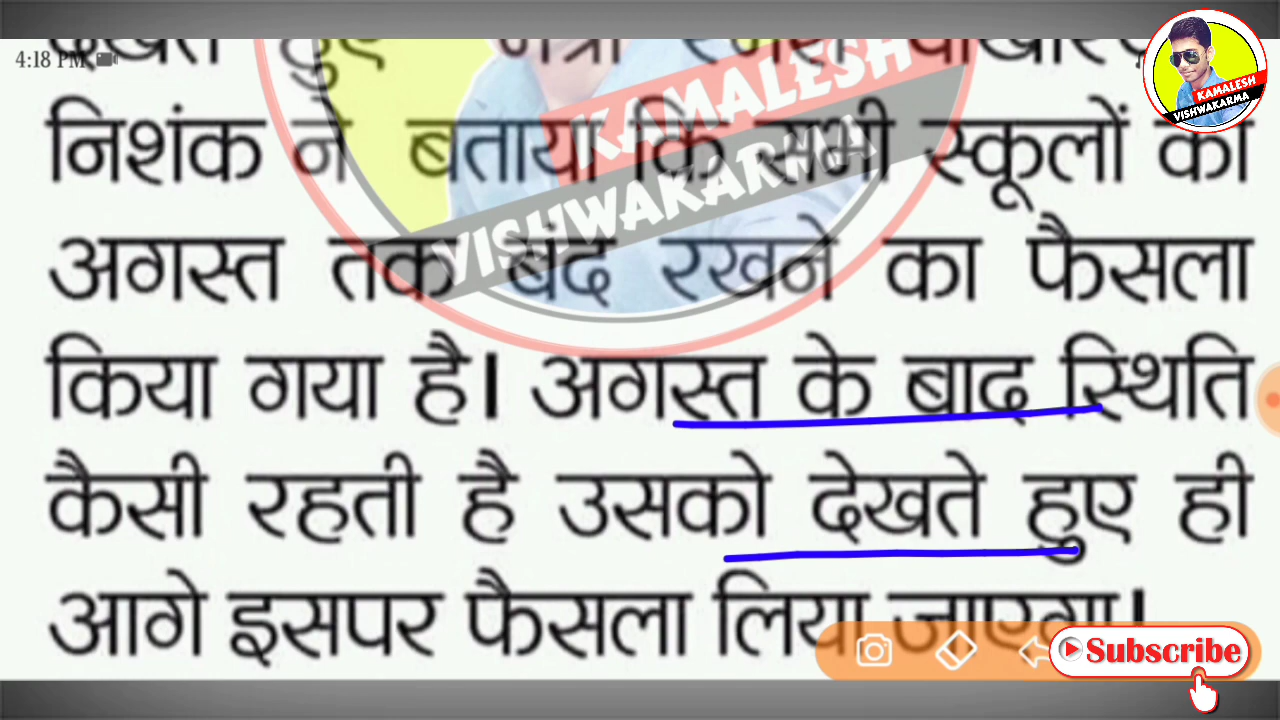 4:18 PM
देखते हुए
निशंक ने बताया कि सभी स्कूलों को
अगस्त तक बंद रखने का फैसला
किया गया है। अगस्त के बाद स्थिति
कैसी रहती है उसको देखते हुए ही
आगे इसपर फैसला लिया जाएगा।
KAMALESH
VISHWAKARMA
KAMALESH
VISHWAKARMA
Subscribe